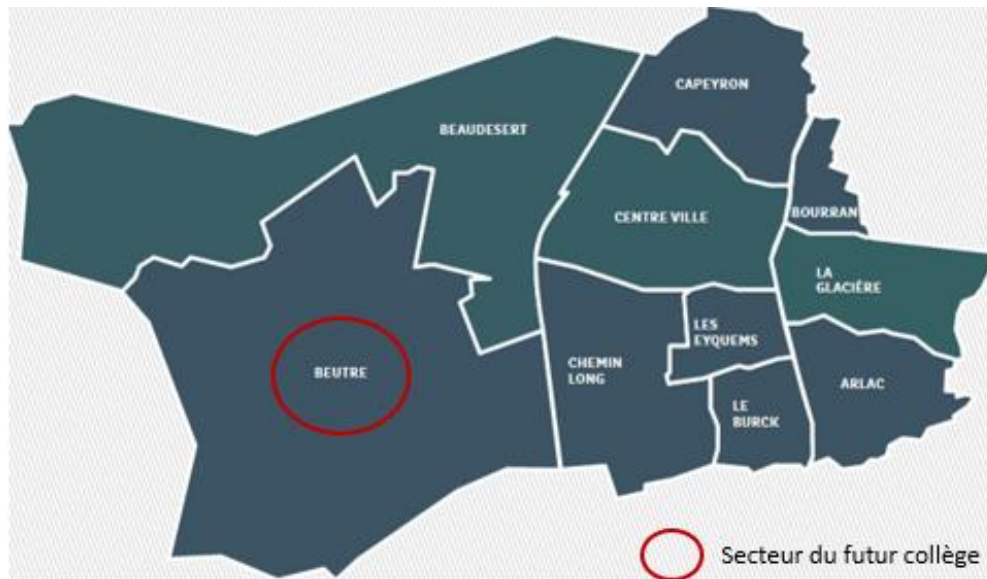 CAPEYRON
BEAUDESERT
CENTRE VILLE
BOURRAN
LA
GLACIÈRE
LES
EYQUEMS
CHEMIN
LONG
BEUTRE
ARLAC
LE
BURCK
Secteur du futur collège